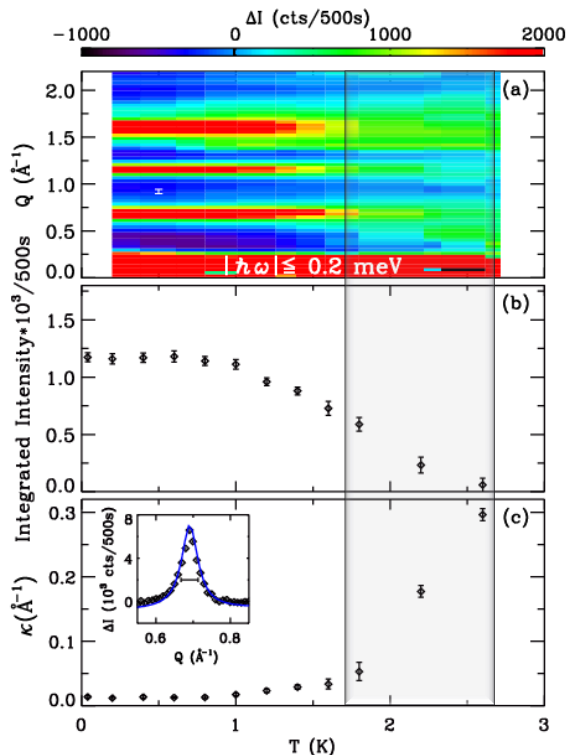 ΔI (cts/500s)
-1000 0 1000 2000
(a)
2.0
1.5
1.0
0.5
0.0
Q (Å⁻¹)
|ħω| ≦ 0.2 meV
(b)
1.5
1.0
0.5
0.0
Integrated Intensity*10³/500s
(c)
0.3
0.2
0.1
0.0
κ(Å⁻¹)
8
4
0
ΔI (10³ cts/500s)
0.6 0.8
Q (Å⁻¹)
0 1 2 3
T (K)